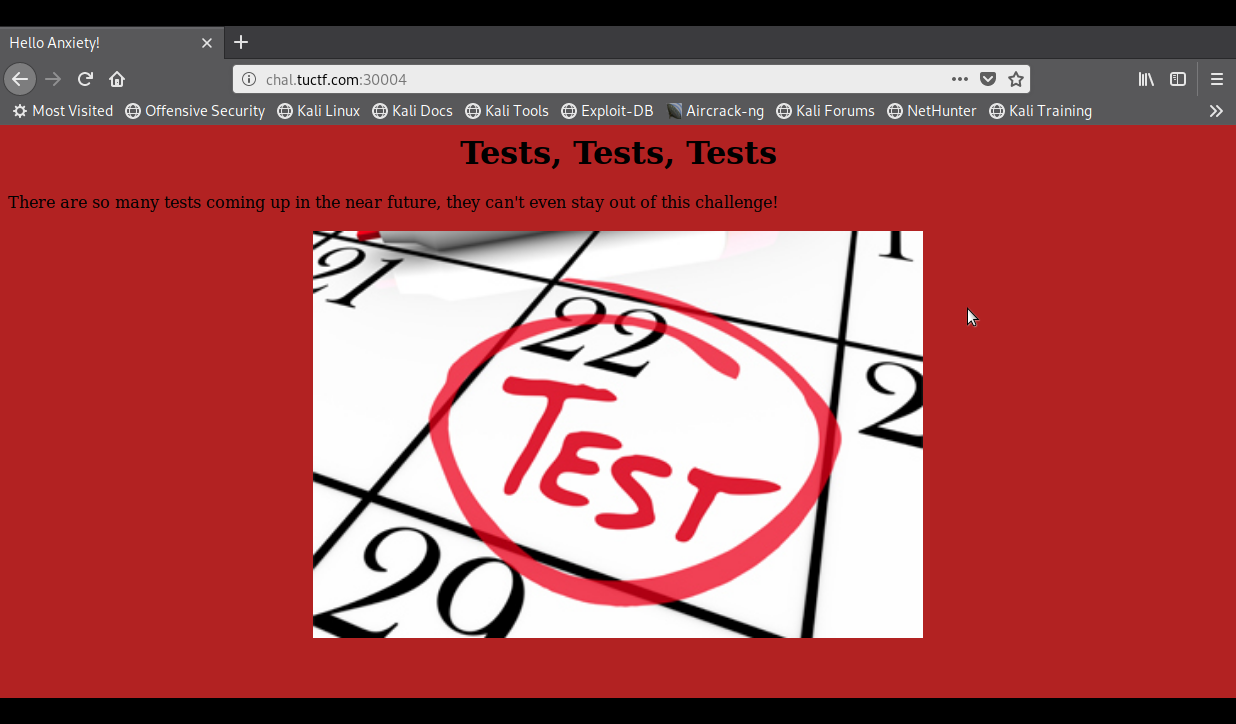 Hello Anxiety!
chal.tuctf.com:30004
Most Visited Offensive Security Kali Linux Kali Docs Kali Tools Exploit-DB Aircrack-ng Kali Forums NetHunter Kali Training
Tests, Tests, Tests
There are so many tests coming up in the near future, they can't even stay out of this challenge!
21
22
1
TEST
2
29